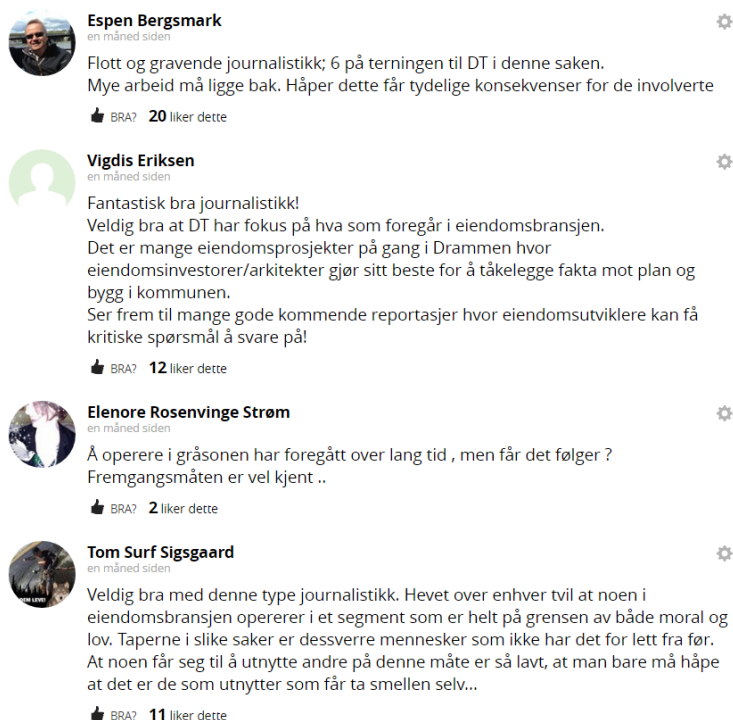 Espen Bergsmark
en måned siden
Flott og gravende journalistikk; 6 på terningen til DT i denne saken.
Mye arbeid må ligge bak. Håper dette får tydelige konsekvenser for de involverte
BRA? 20 liker dette
Vigdis Eriksen
en måned siden
Fantastisk bra journalistikk!
Veldig bra at DT har fokus på hva som foregår i eiendomsbransjen.
Det er mange eiendomsprosjekter på gang i Drammen hvor
eiendomsinvestorer/arkitekter gjør sitt beste for å tåkelegge fakta mot plan og
bygg i kommunen.
Ser frem til mange gode kommende reportasjer hvor eiendomsutviklere kan få
kritiske spørsmål å svare på!
BRA? 12 liker dette
Elenore Rosenvinge Strøm
en måned siden
Å operere i gråsonen har foregått over lang tid , men får det følger ?
Fremgangsmåten er vel kjent ..
BRA? 2 liker dette
Tom Surf Sigsgaard
en måned siden
Veldig bra med denne type journalistikk. Hevet over enhver tvil at noen i
eiendomsbransjen opererer i et segment som er helt på grensen av både moral og
lov. Taperne i slike saker er dessverre mennesker som ikke har det for lett fra før.
At noen får seg til å utnytte andre på denne måte er så lavt, at man bare må håpe
at det er de som utnytter som får ta smellen selv...
BRA? 11 liker dette